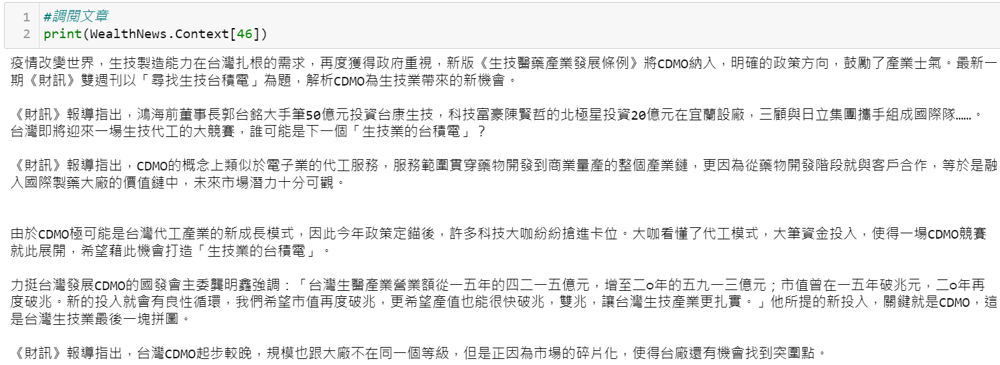 1 #調閱文章
2 print(WealthNews.Context[46])
疫情改變世界，生技製造能力在台灣扎根的需求，再度獲得政府重視，新版《生技醫藥產業發展條例》將CDMO納入，明確的政策方向，鼓勵了產業士氣。最新一
期《財訊》雙週刊以「尋找生技台積電」為題，解析CDMO為生技業帶來的新機會。
《財訊》報導指出，鴻海前董事長郭台銘大手筆50億元投資台康生技，科技富豪陳賢哲的北極星投資20億元在宜蘭設廠，三顧與日立集團攜手組成國際隊……。
台灣即將迎來一場生技代工的大競賽，誰可能是下一個「生技業的台積電」？
《財訊》報導指出，CDMO的概念上類似於電子業的代工服務，服務範圍貫穿藥物開發到商業量產的整個產業鏈，更因為從藥物開發階段就與客戶合作，等於是融
入國際製藥大廠的價值鏈中，未來市場潛力十分可觀。
由於CDMO極可能是台灣代工產業的新成長模式，因此今年政策定錨後，許多科技大咖紛紛搶進卡位。大咖看懂了代工模式，大筆資金投入，使得一場CDMO競賽
就此展開，希望藉此機會打造「生技業的台積電」。
力挺台灣發展CDMO的國發會主委龔明鑫強調：「台灣生醫產業營業額從一五年的四二一五億元，增至二○年的五九一三億元；市值曾在一五年破兆元，二○年再
度破兆。新的投入就會有良性循環，我們希望市值再度破兆，更希望產值也能很快破兆，雙兆，讓台灣生技產業更扎實。」他所提的新投入，關鍵就是CDMO，這
是台灣生技業最後一塊拼圖。
《財訊》報導指出，台灣CDMO起步較晚，規模也跟大廠不在同一個等級，但是正因為市場的碎片化，使得台廠還有機會找到突圍點。